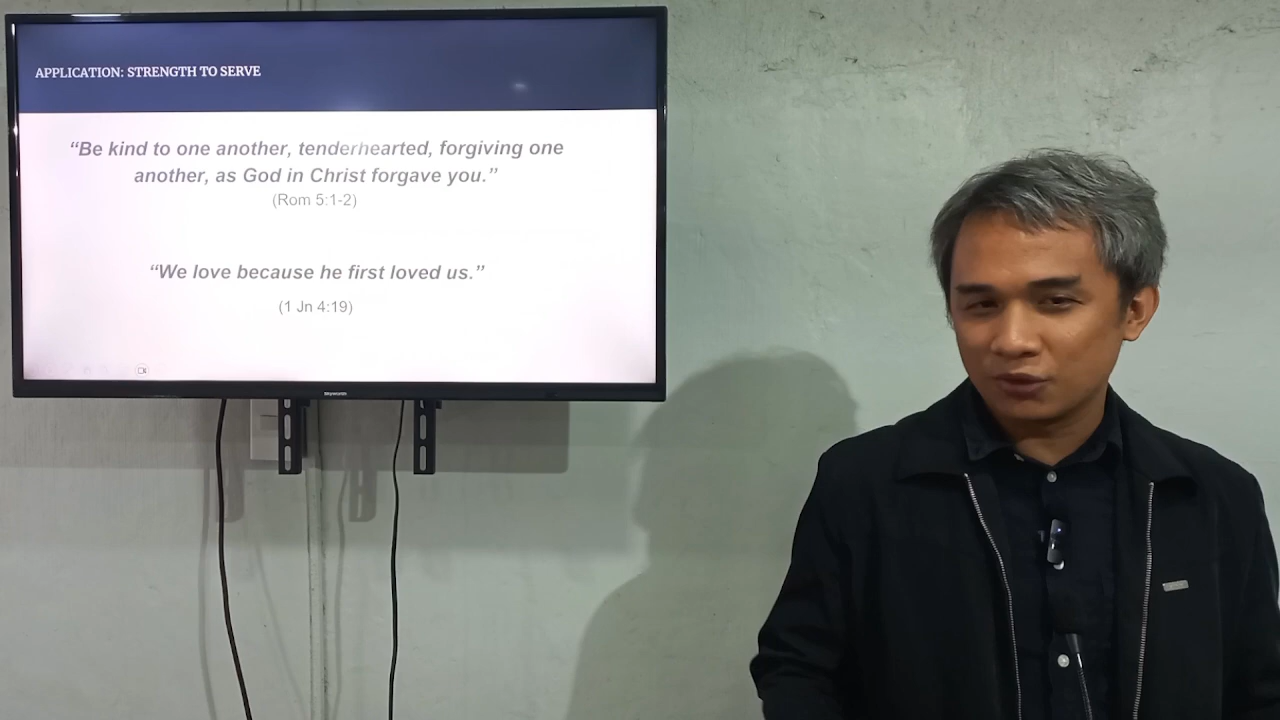 APPLICATION: STRENGTH TO SERVE
“Be kind to one another, tenderhearted, forgiving one
another, as God in Christ forgave you.”
(Rom 5:1-2)
“We love because he first loved us.”
(1 Jn 4:19)
Skyworth